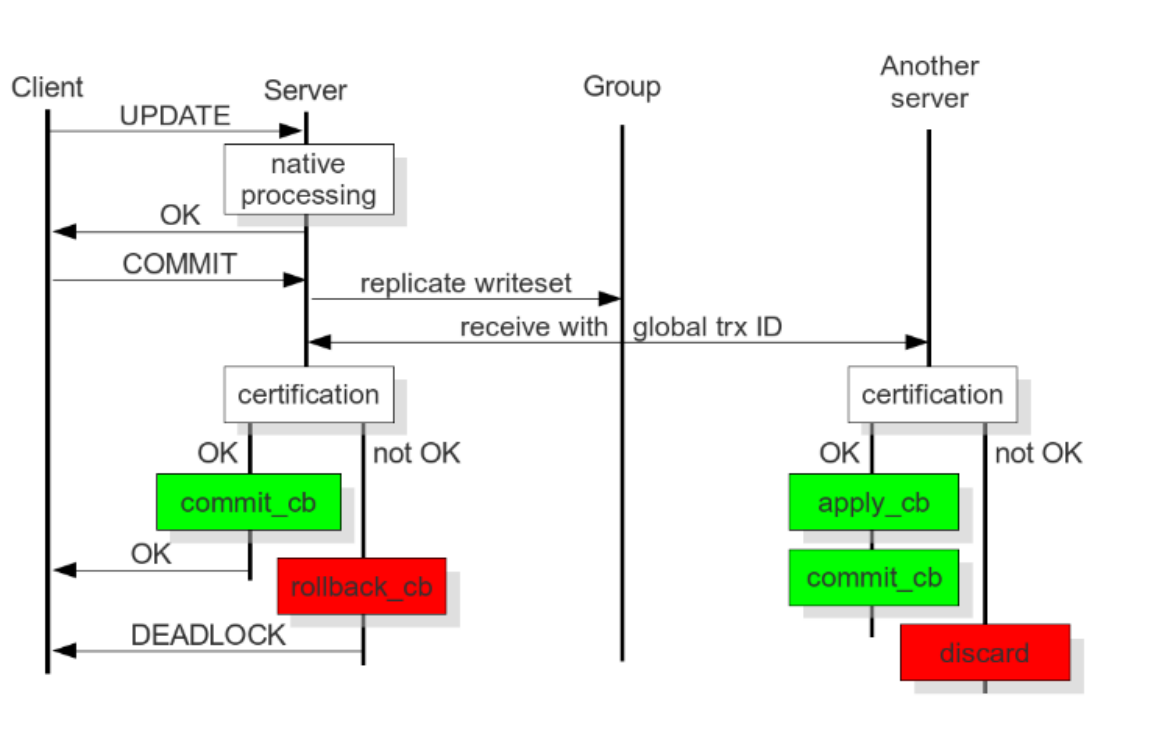 Client
Server
Group
Another
server
UPDATE
native
processing
OK
COMMIT
replicate writeset
receive with global trx ID
certification
certification
OK
not OK
OK
not OK
commit_cb
apply_cb
OK
rollback_cb
commit_cb
DEADLOCK
discard